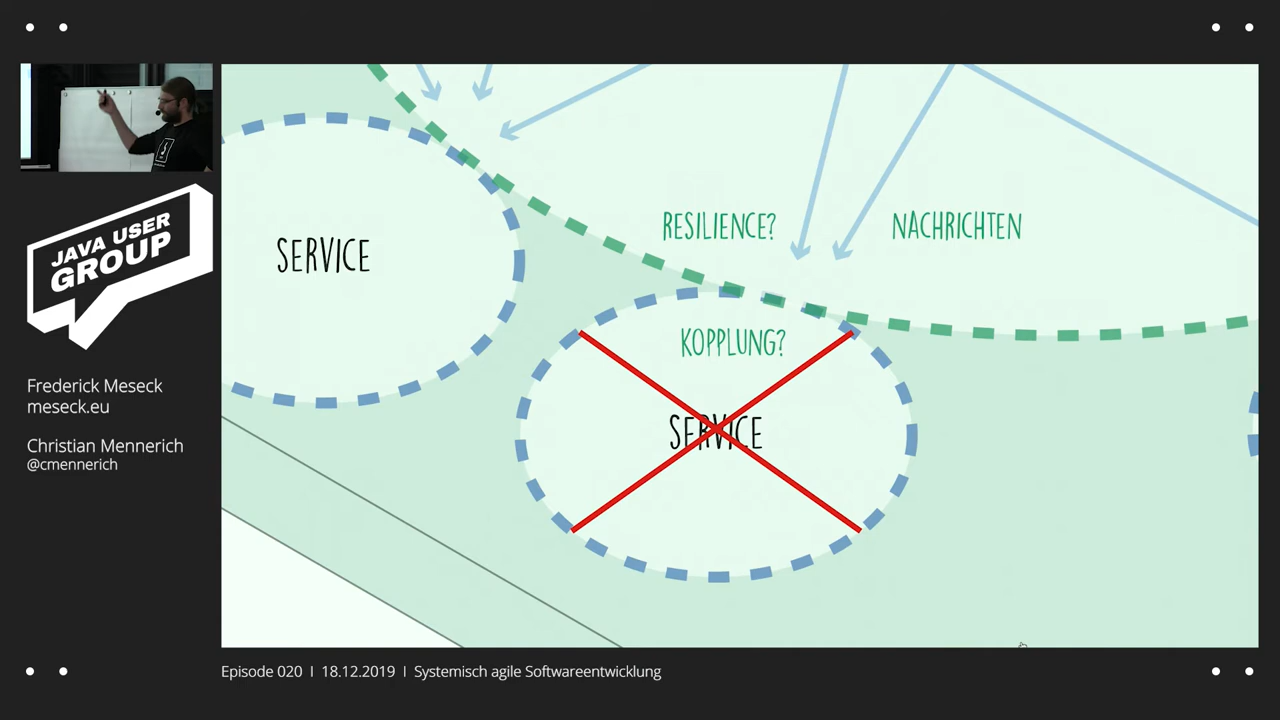 JAVA USER
GROUP
Frederick Meseck
meseck.eu
Christian Mennerich
@cmennerich
SERVICE
RESILIENCE?
NACHRICHTEN
KOPPLUNG?
SERVICE
Episode 020 I 18.12.2019 I Systemisch agile Softwareentwicklung